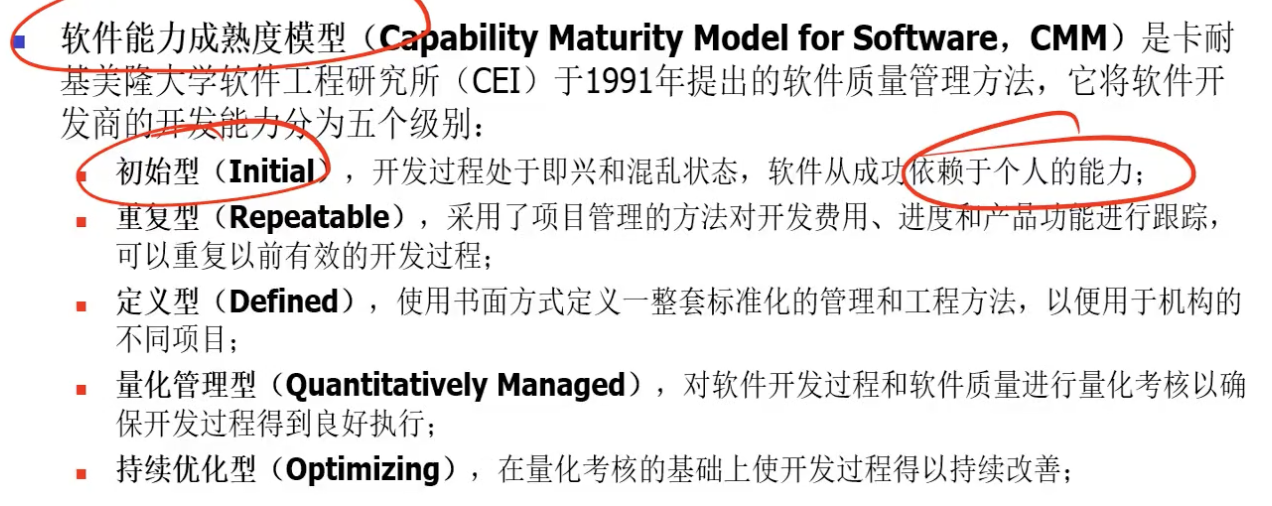 软件能力成熟度模型（Capability Maturity Model for Software，CMM）是卡耐
基美隆大学软件工程研究所（CEI）于1991年提出的软件质量管理方法，它将软件开
发商的开发能力分为五个级别：
初始型（Initial），开发过程处于即兴和混乱状态，软件从成功依赖于个人的能力；
重复型（Repeatable），采用了项目管理的方法对开发费用、进度和产品功能进行跟踪，
可以重复以前有效的开发过程；
定义型（Defined），使用书面方式定义一整套标准化的管理和工程方法，以便用于机构的
不同项目；
量化管理型（Quantitatively Managed），对软件开发过程和软件质量进行量化考核以确
保开发过程得到良好执行；
持续优化型（Optimizing），在量化考核的基础上使开发过程得以持续改善；